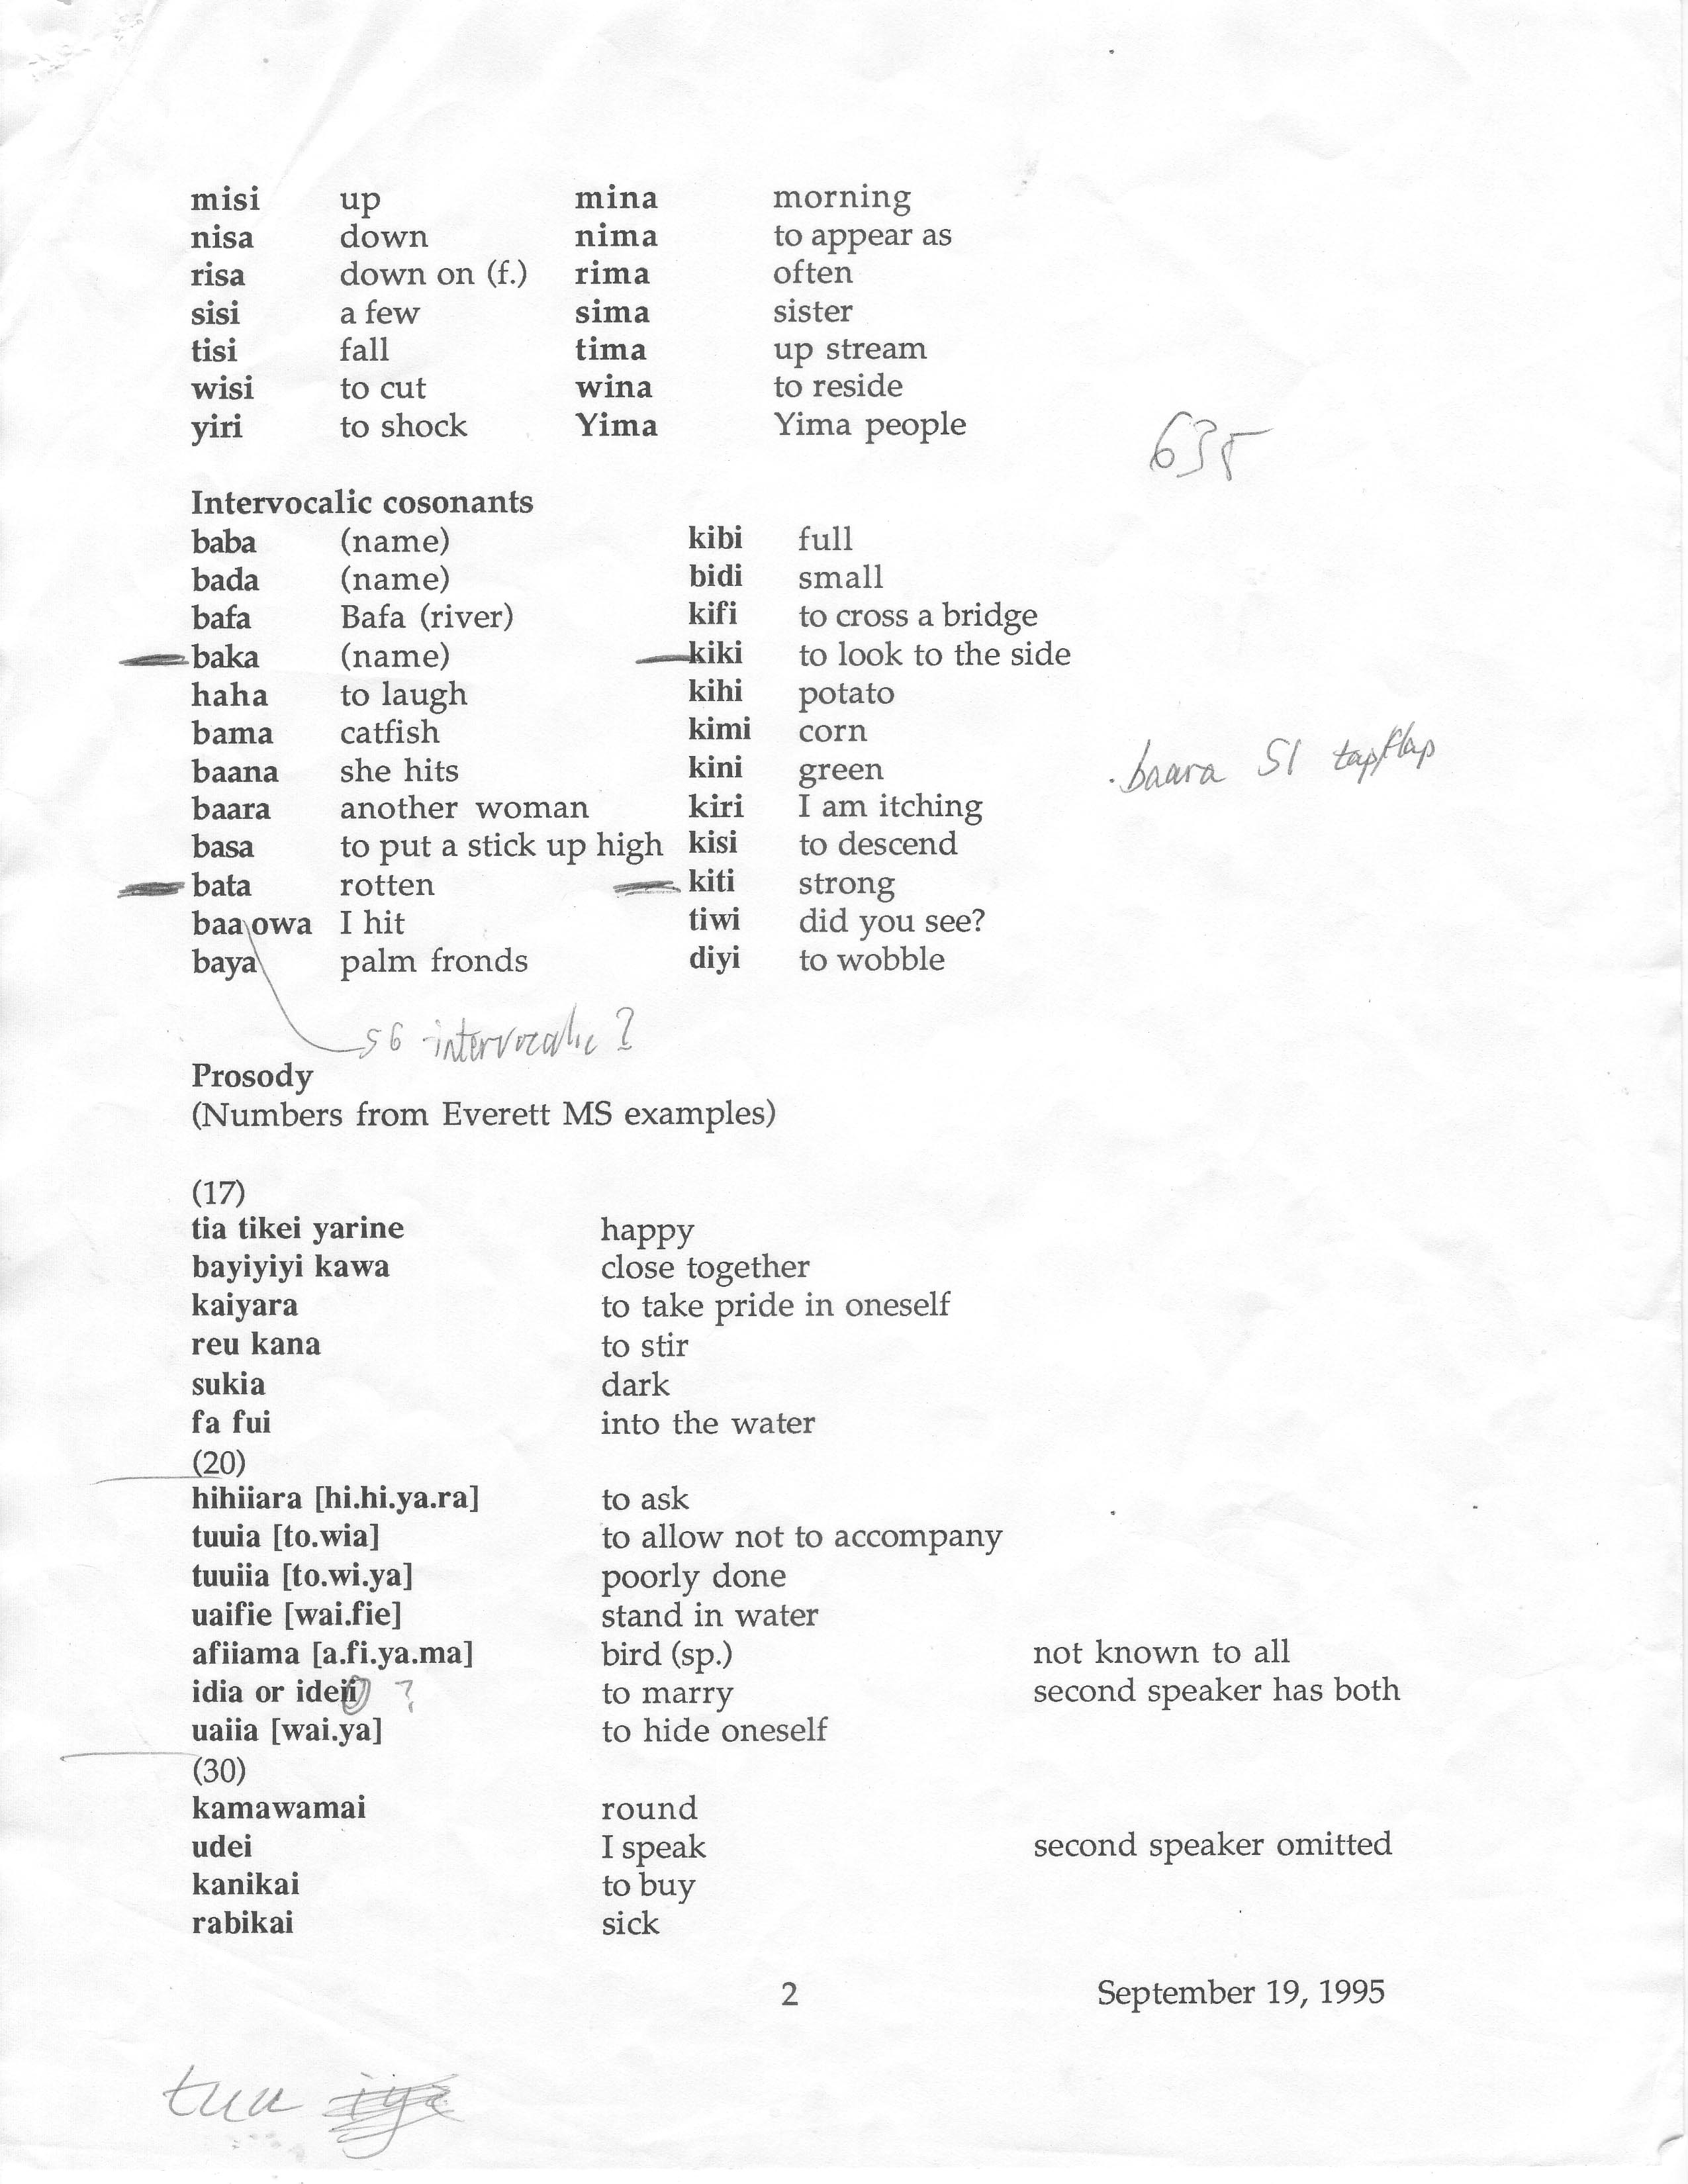 misi up mina morning
nisa down nima to appear as
risa down on (f.) rima often
sisi a few sima sister
tisi fall tima up stream
wisi to cut wina to reside
yiri to shock Yima Yima people
635
Intervocalic cosonants
baba (name) kibi full
bada (name) bidi small
bafa Bafa (river) kifi to cross a bridge
baka (name) kiki to look to the side
haha to laugh kihi potato
bama catfish kimi corn
baana she hits kini green
baara S1 tap/flap
baara another woman kiri I am itching
basa to put a stick up high kisi to descend
bata rotten kiti strong
baa owa I hit tiwi did you see?
baya palm fronds diyi to wobble
S6 intervocalic?
Prosody
(Numbers from Everett MS examples)
(17)
tia tikei yarine happy
bayiyiyi kawa close together
kaiyara to take pride in oneself
reu kana to stir
sukia dark
fa fui into the water
(20)
hihiiara [hi.hi.ya.ra] to ask
tuuia [to.wia] to allow not to accompany
tuuiia [to.wi.ya] poorly done
uaifie [wai.fie] stand in water
afiiama [a.fi.ya.ma] bird (sp.) not known to all
idia or ideii ? to marry second speaker has both
uaiia [wai.ya] to hide oneself
(30)
kamawamai round
udei I speak second speaker omitted
kanikai to buy
rabikai sick
2 September 19, 1995
tuu